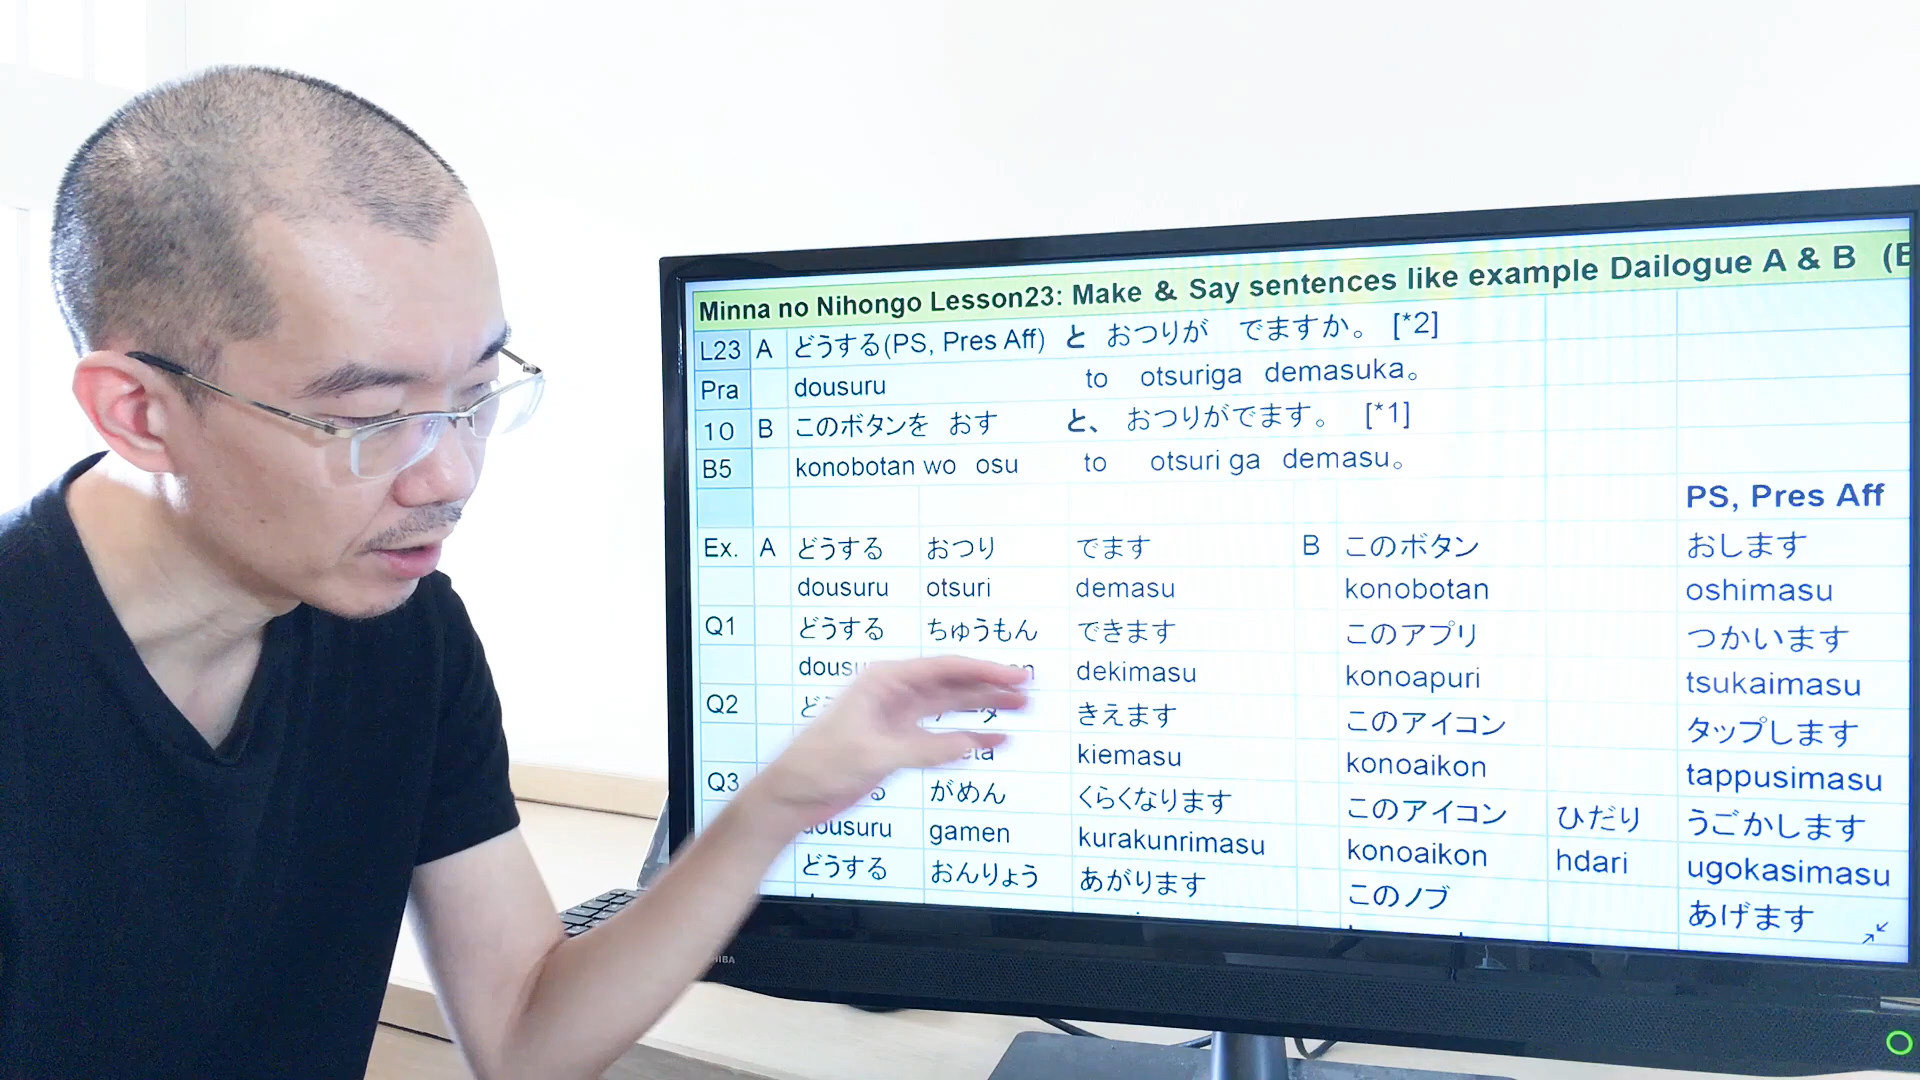 Minna no Nihongo Lesson23: Make & Say sentences like example Dailogue A & B (E
L23 A どうする(PS, Pres Aff) と おつりが でますか。 [*2]
Pra dousuru to otsuriga demasuka。
10 B このボタンを おす と、 おつりがでます。 [*1]
B5 konobotan wo osu to otsuri ga demasu。
PS, Pres Aff
Ex. A どうする おつり でます B このボタン おします
dousuru otsuri demasu konobotan oshimasu
Q1 どうする ちゅうもん できます このアプリ つかいます
dousu n dekimasu konoapuri tsukaimasu
Q2 ど ータ きえます このアイコン タップします
eta kiemasu konoaikon tappusimasu
Q3 る がめん くらくなります このアイコン ひだり うごかします
dousuru gamen kurakunrimasu konoaikon hdari ugokasimasu
どうする おんりょう あがります このノブ あげます